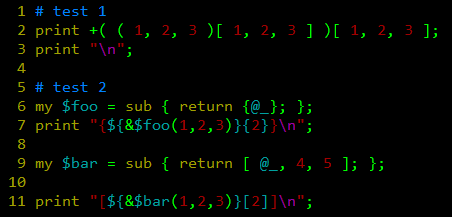 1 # test 1
2 print +( ( 1, 2, 3 )[ 1, 2, 3 ] )[ 1, 2, 3 ];
3 print "\n";
4
5 # test 2
6 my $foo = sub { return {@_}; };
7 print "{${&$foo(1,2,3)}{2}}\n";
8
9 my $bar = sub { return [ @_, 4, 5 ]; };
10
11 print "[${&$bar(1,2,3)}[2]]\n";